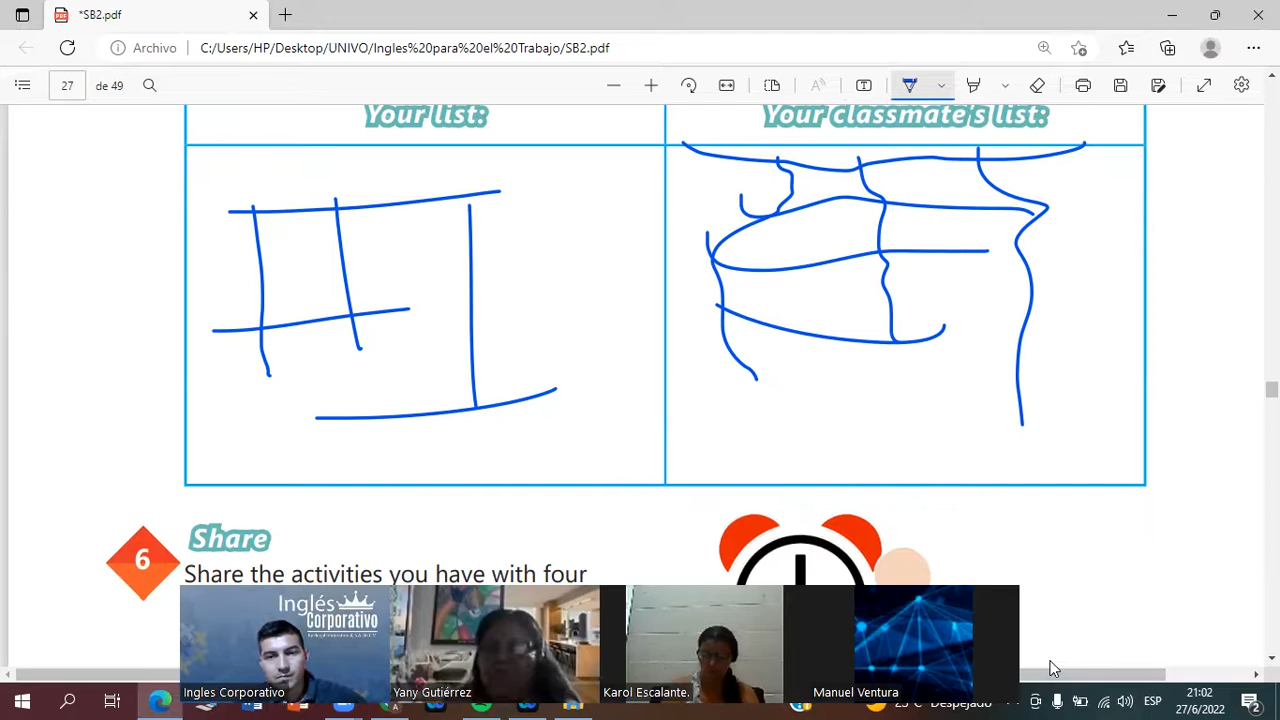 *SB2.pdf
Archivo
C:/Users/HP/Desktop/UNIVO/Ingles%20para%20el%20Trabajo/SB2.pdf
27
de 49
Your list:
Your classmate's list:
6
Share
Share the activities you have with four
Inglés
Corporativo
Ingles Corporativo
Yany Gutiérrez
Karol Escalante.
Manuel Ventura
Despejado
ESP
21:02
27/6/2022
2